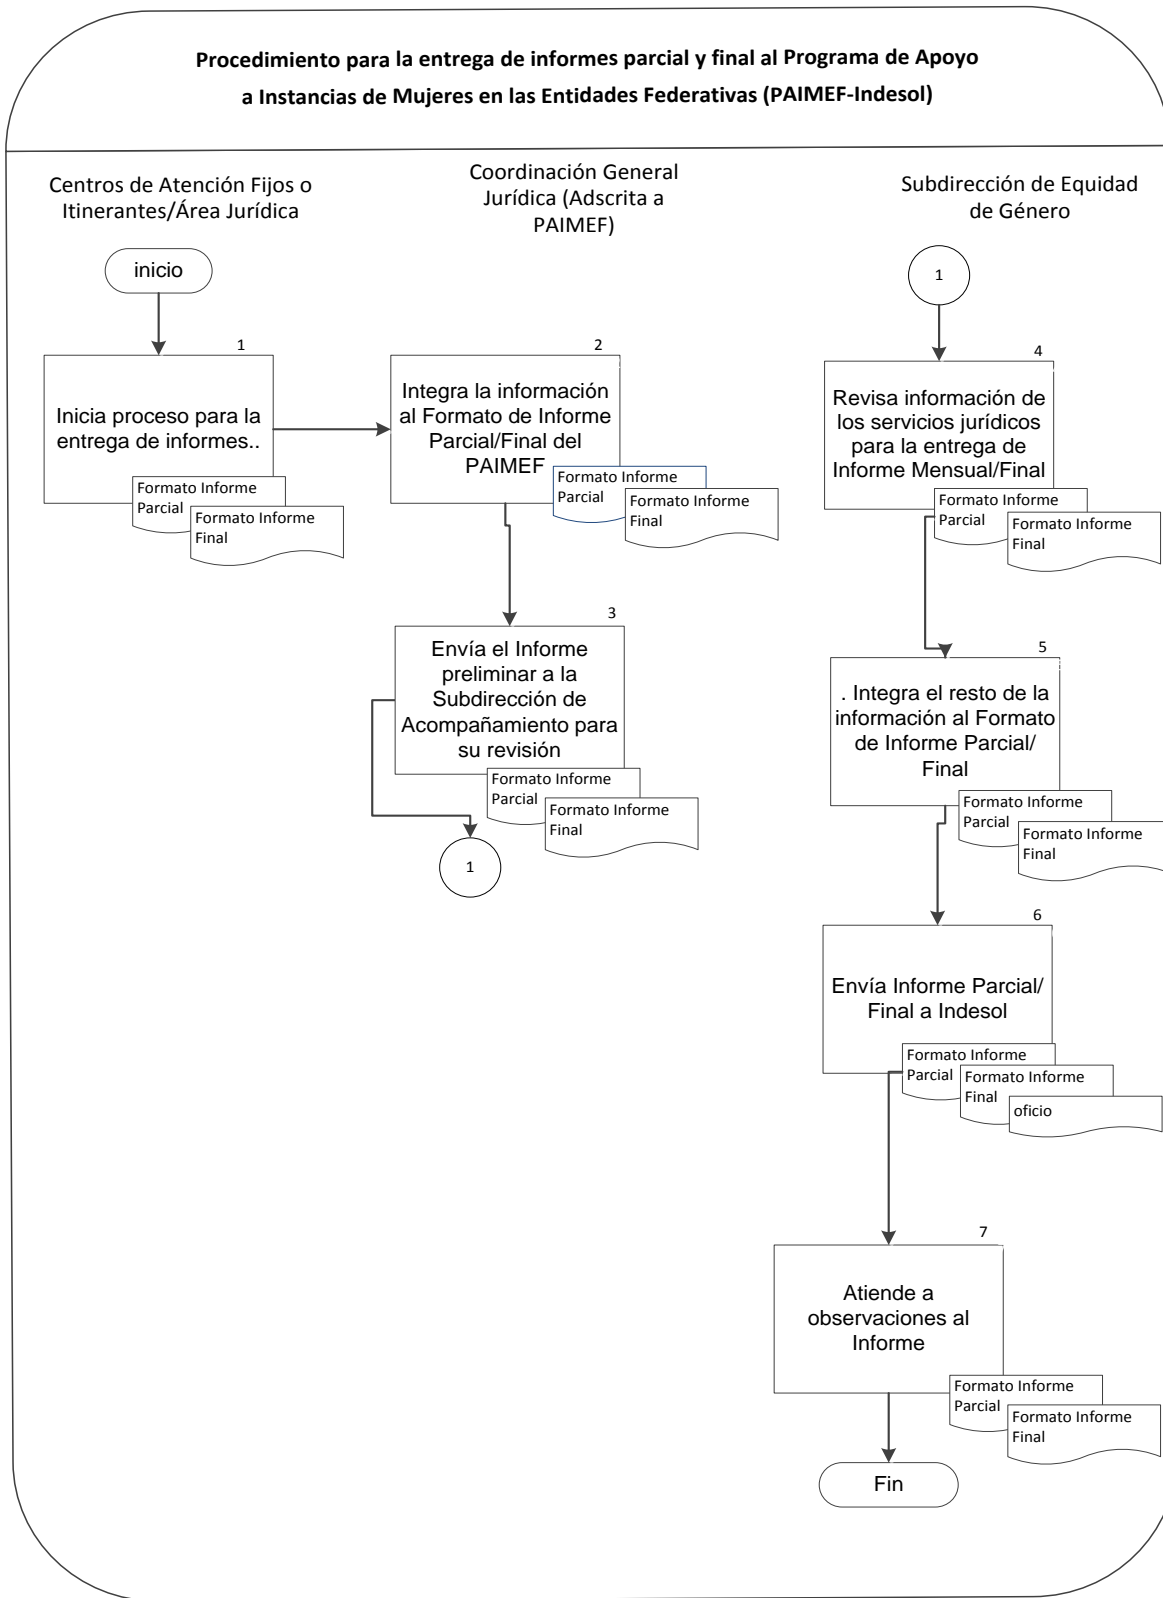 Procedimiento para la entrega de informes parcial y final al Programa de Apoyo
a Instancias de Mujeres en las Entidades Federativas (PAIMEF-Indesol)
Centros de Atención Fijos o
Itinerantes/Área Jurídica
Coordinación General
Jurídica (Adscrita a
PAIMEF)
Subdirección de Equidad
de Género
inicio
1
Inicia proceso para la
entrega de informes..
Formato Informe
Parcial
Formato Informe
Final
2
Integra la información
al Formato de Informe
Parcial/Final del
PAIMEF
Formato Informe
Parcial
Formato Informe
Final
3
Envía el Informe
preliminar a la
Subdirección de
Acompañamiento para
su revisión
Formato Informe
Parcial
Formato Informe
Final
1
1
4
Revisa información de
los servicios jurídicos
para la entrega de
Informe Mensual/Final
Formato Informe
Parcial
Formato Informe
Final
5
. Integra el resto de la
información al Formato
de Informe Parcial/
Final
Formato Informe
Parcial
Formato Informe
Final
6
Envía Informe Parcial/
Final a Indesol
Formato Informe
Parcial
Formato Informe
Final
oficio
7
Atiende a
observaciones al
Informe
Formato Informe
Parcial
Formato Informe
Final
Fin